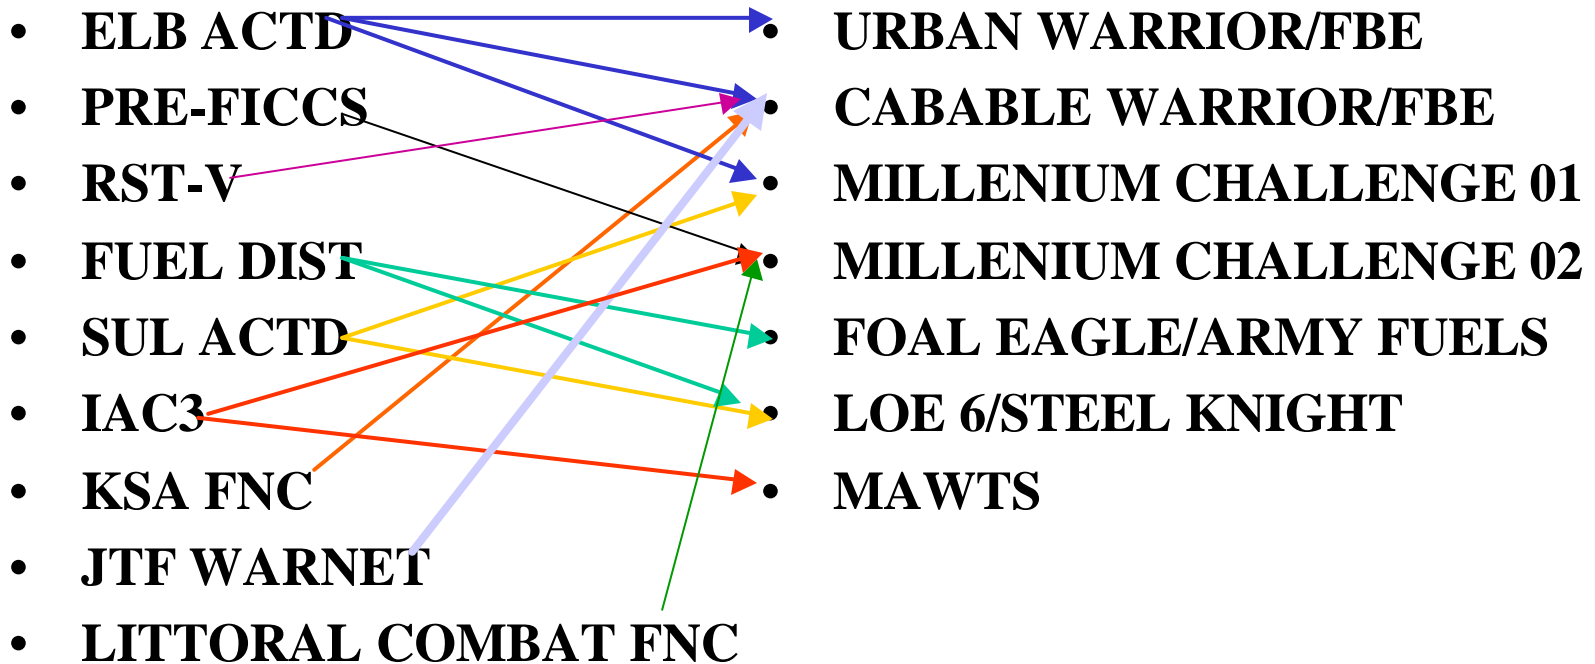 • ELB ACTD
• PRE-FICCS
• RST-V
• FUEL DIST
• SUL ACTD
• IAC3
• KSA FNC
• JTF WARNET
• LITTORAL COMBAT FNC
• URBAN WARRIOR/FBE
• CABABLE WARRIOR/FBE
• MILLENIUM CHALLENGE 01
• MILLENIUM CHALLENGE 02
• FOAL EAGLE/ARMY FUELS
• LOE 6/STEEL KNIGHT
• MAWTS